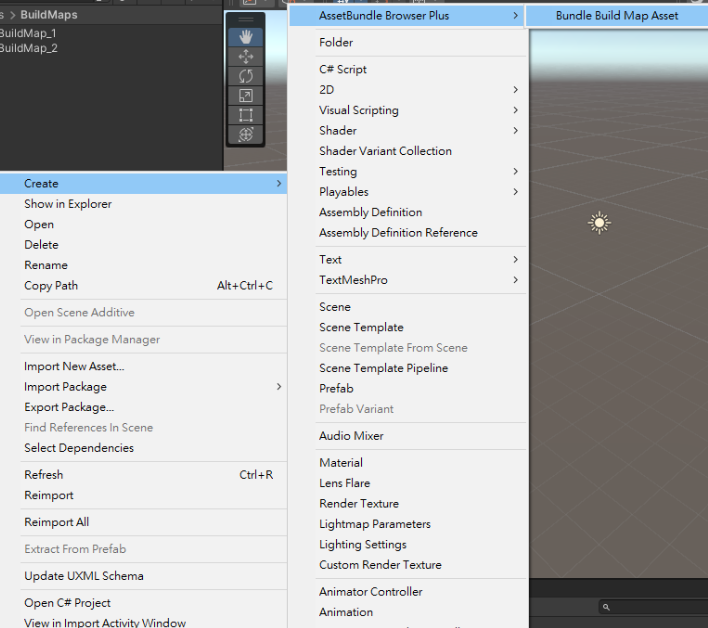 s > BuildMaps
BuildMap_1
BuildMap_2
Create
Show in Explorer
Open
Delete
Rename
Copy Path Alt+Ctrl+C
Open Scene Additive
View in Package Manager
Import New Asset...
Import Package
Export Package...
Find References In Scene
Select Dependencies
Refresh Ctrl+R
Reimport
Reimport All
Extract From Prefab
Update UXML Schema
Open C# Project
View in Import Activity Window
AssetBundle Browser Plus
Folder
C# Script
2D
Visual Scripting
Shader
Shader Variant Collection
Testing
Playables
Assembly Definition
Assembly Definition Reference
Text
TextMeshPro
Scene
Scene Template
Scene Template From Scene
Scene Template Pipeline
Prefab
Prefab Variant
Audio Mixer
Material
Lens Flare
Render Texture
Lightmap Parameters
Lighting Settings
Custom Render Texture
Animator Controller
Animation
Bundle Build Map Asset